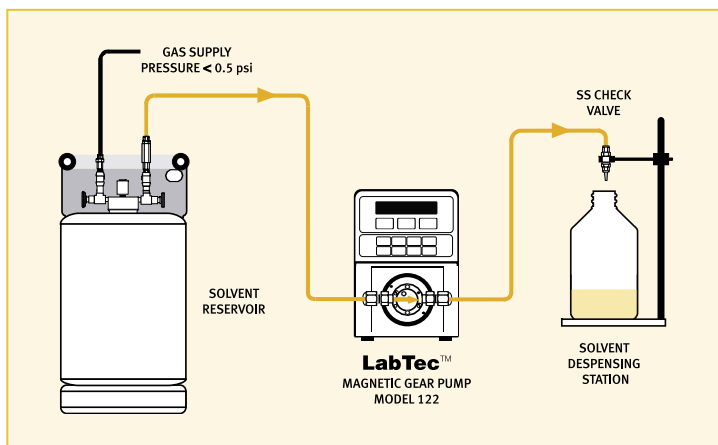 GAS SUPPLY
PRESSURE < 0.5 psi
SS CHECK
VALVE
SOLVENT
RESERVOIR
LabTec™
MAGNETIC GEAR PUMP
MODEL 122
SOLVENT
DESPENSING
STATION